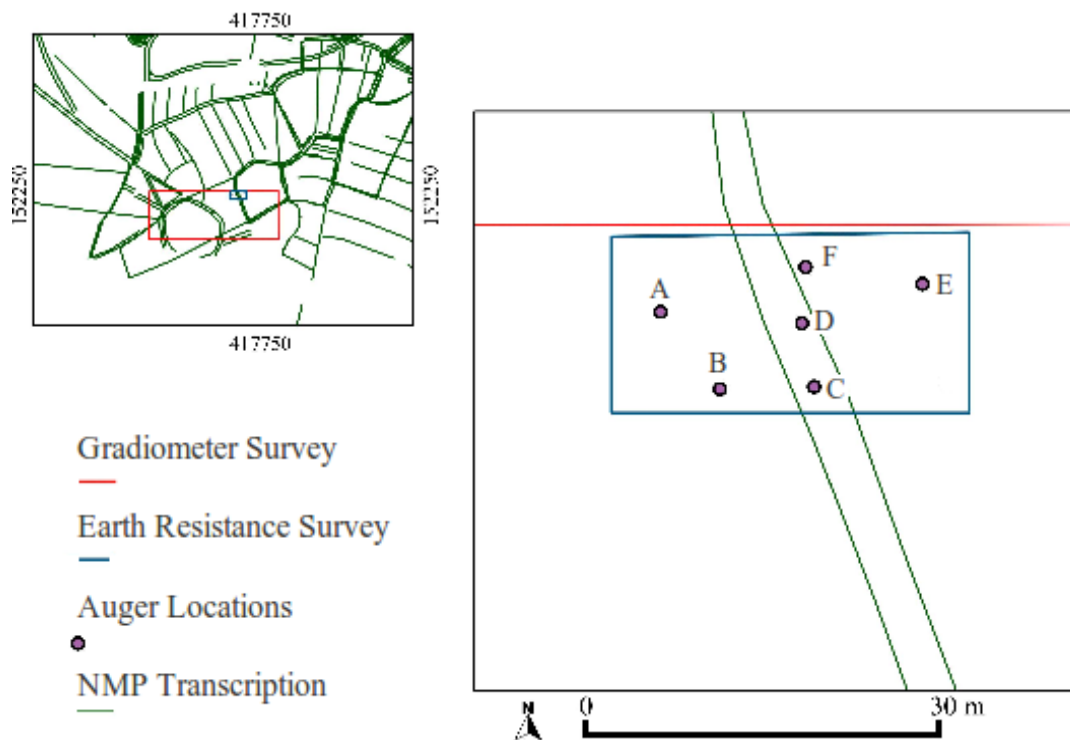 417750
152250
152250
417750
A
B
C
D
E
F
Gradiometer Survey
Earth Resistance Survey
Auger Locations
NMP Transcription
N
0
30 m